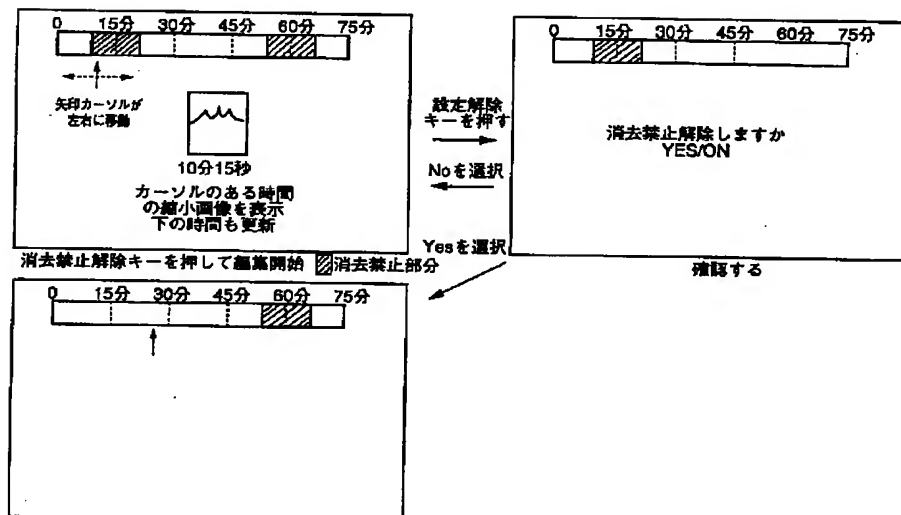 0 15分 30分 45分 60分 75分
矢印カーソルが
左右に移動
10分15秒
カーソルのある時間
の縮小画像を表示
下の時間も更新
消去禁止解除キーを押して編集開始 消去禁止部分
設定解除
キーを押す
Noを選択
Yesを選択
0 15分 30分 45分 60分 75分
消去禁止解除しますか
YES/ON
確認する
0 15分 30分 45分 60分 75分